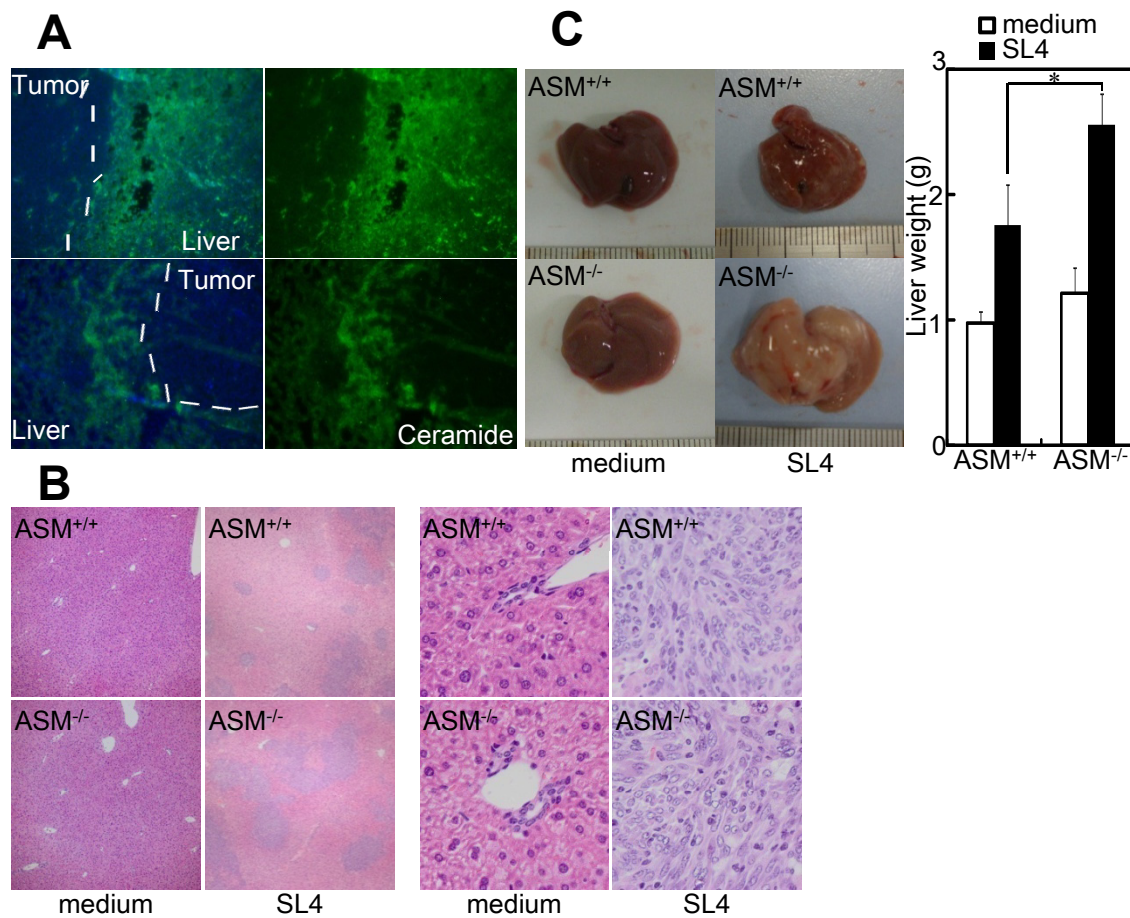 A
Tumor
Liver
Tumor
Liver
Ceramide
B
ASM+/+
ASM+/+
ASM-/-
ASM-/-
medium
SL4
ASM+/+
ASM+/+
ASM-/-
ASM-/-
medium
SL4
C
ASM+/+
ASM+/+
ASM-/-
ASM-/-
medium
SL4
medium
SL4
Liver weight (g)
3
2
1
0
*
ASM+/+
ASM-/-